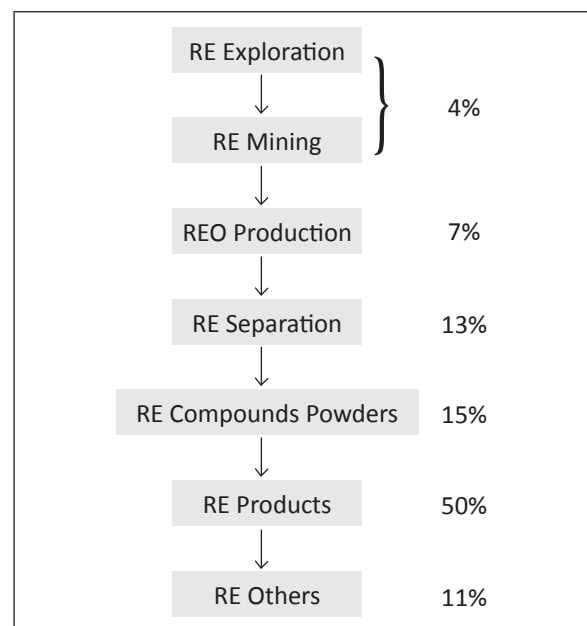 RE Exploration
4%
RE Mining
REO Production 7%
RE Separation 13%
RE Compounds Powders 15%
RE Products 50%
RE Others 11%